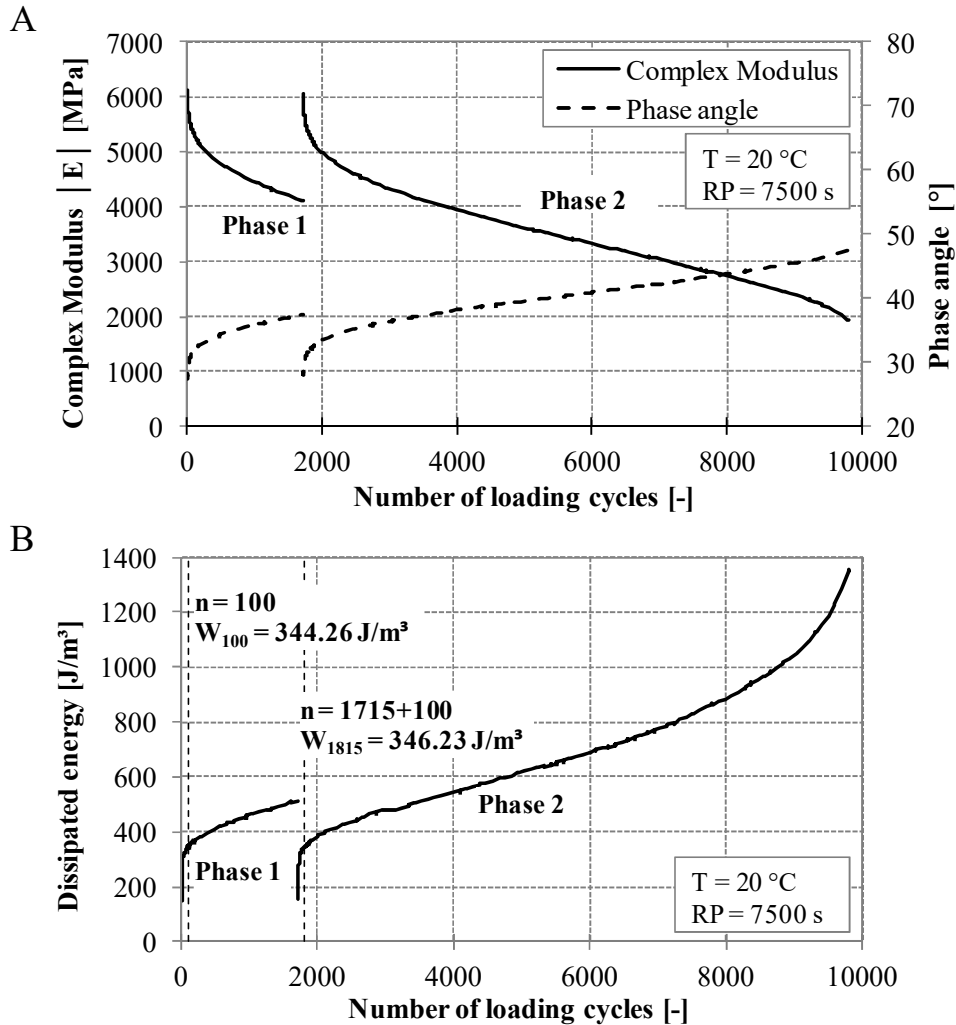 A
Complex Modulus │E│ [MPa]
7000
6000
5000
4000
3000
2000
1000
0
Complex Modulus
Phase angle
T = 20 °C
RP = 7500 s
Phase 1
Phase 2
80
70
60
50
40
30
20
Phase angle [°]
0
2000
4000
6000
8000
10000
Number of loading cycles [-]
B
Dissipated energy [J/m³]
1400
1200
1000
800
600
400
200
0
n = 100
W₁₀₀ = 344.26 J/m³
n = 1715+100
W₁₈₁₅ = 346.23 J/m³
Phase 1
Phase 2
T = 20 °C
RP = 7500 s
0
2000
4000
6000
8000
10000
Number of loading cycles [-]